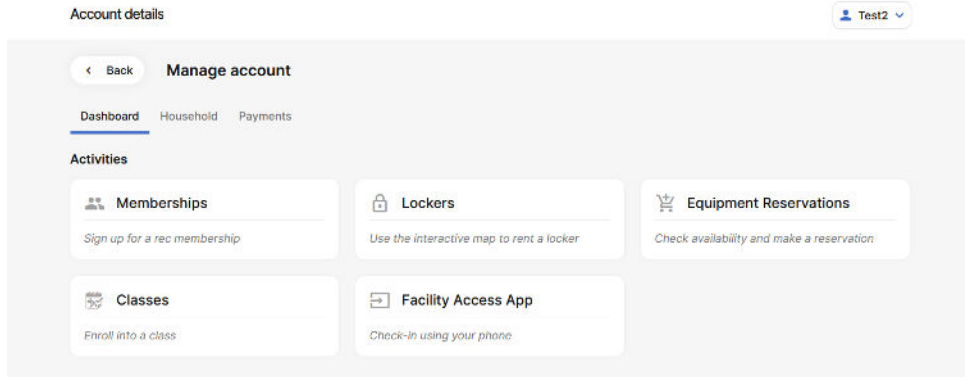 Account details
Test2
Back
Manage account
Dashboard Household Payments
Activities
Memberships
Sign up for a rec membership
Lockers
Use the interactive map to rent a locker
Equipment Reservations
Check availability and make a reservation
Classes
Enroll into a class
Facility Access App
Check-in using your phone